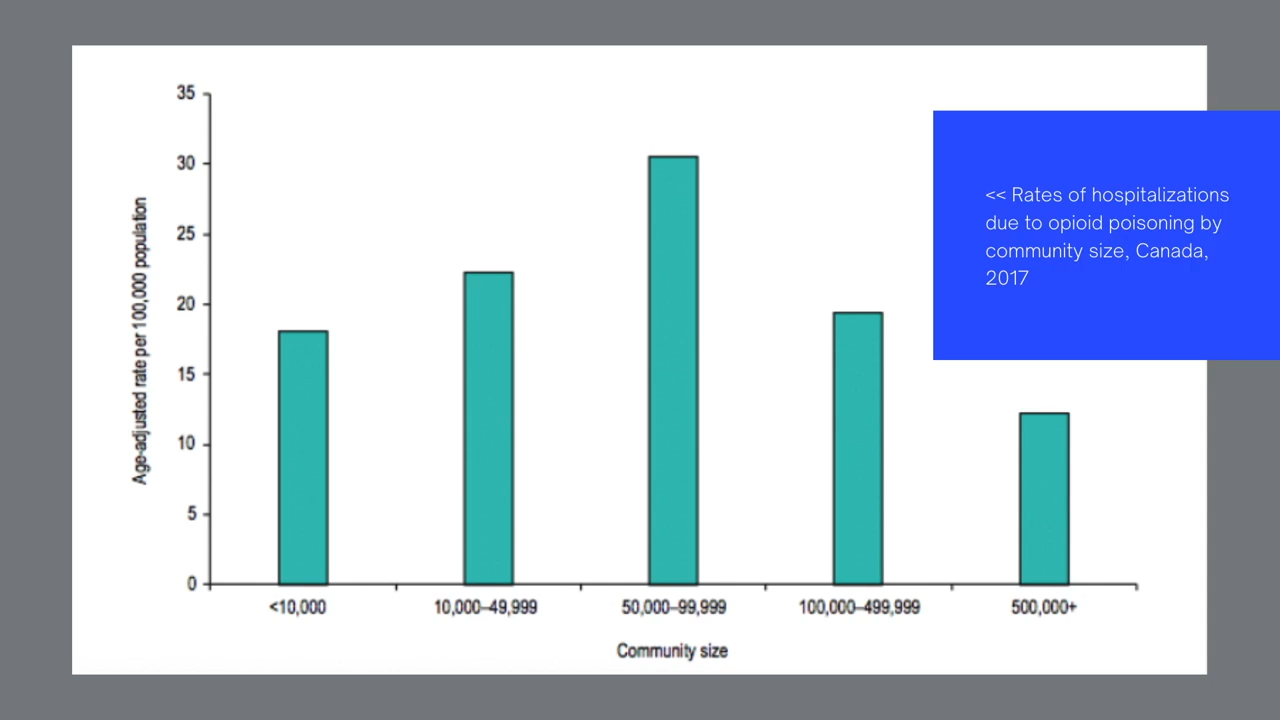 35
30
25
20
15
10
5
0
Age-adjusted rate per 100,000 population
<10,000
10,000–49,999
50,000–99,999
100,000–499,999
500,000+
Community size
<< Rates of hospitalizations
due to opioid poisoning by
community size, Canada,
2017